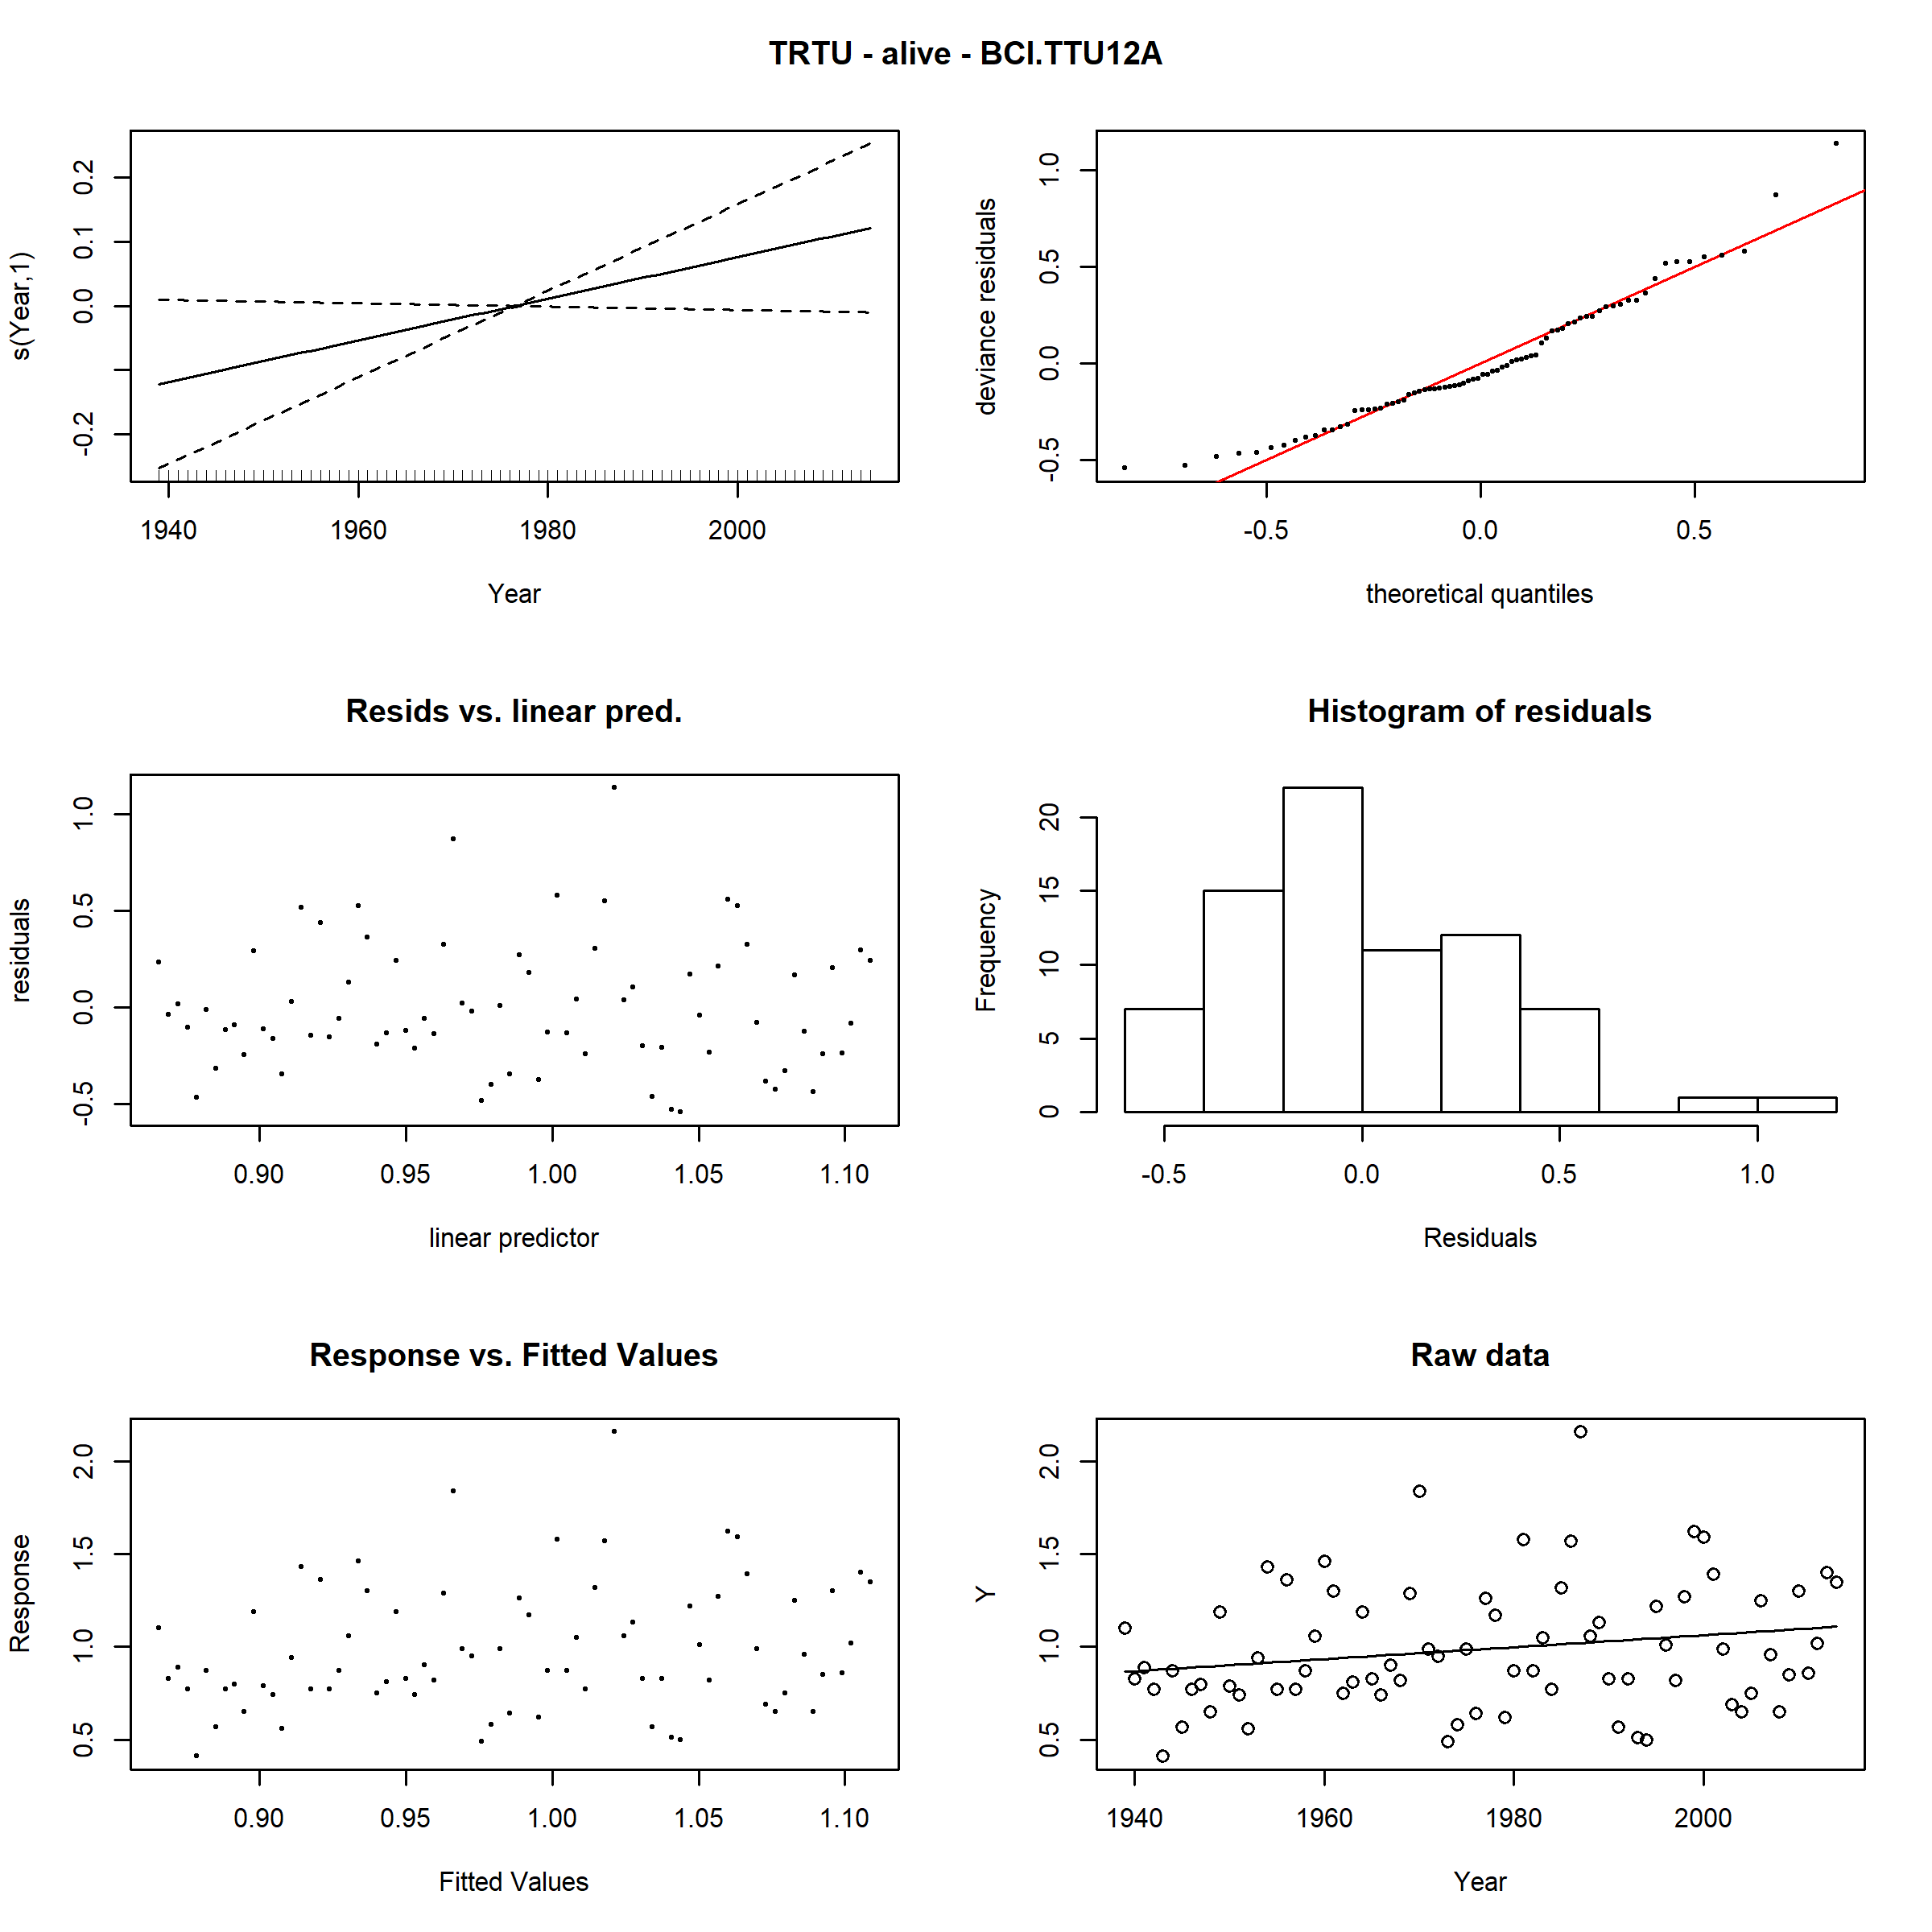 TRTU - alive - BCI.TTU12A
s(Year,1)
0.2
0.1
0.0
-0.2
1940 1960 1980 2000
Year
deviance residuals
1.0
0.5
0.0
-0.5
-0.5 0.0 0.5
theoretical quantiles
Resids vs. linear pred.
residuals
1.0
0.5
0.0
-0.5
0.90 0.95 1.00 1.05 1.10
linear predictor
Histogram of residuals
Frequency
20
15
10
5
0
-0.5 0.0 0.5 1.0
Residuals
Response vs. Fitted Values
Response
2.0
1.5
1.0
0.5
0.90 0.95 1.00 1.05 1.10
Fitted Values
Raw data
Y
2.0
1.5
1.0
0.5
1940 1960 1980 2000
Year